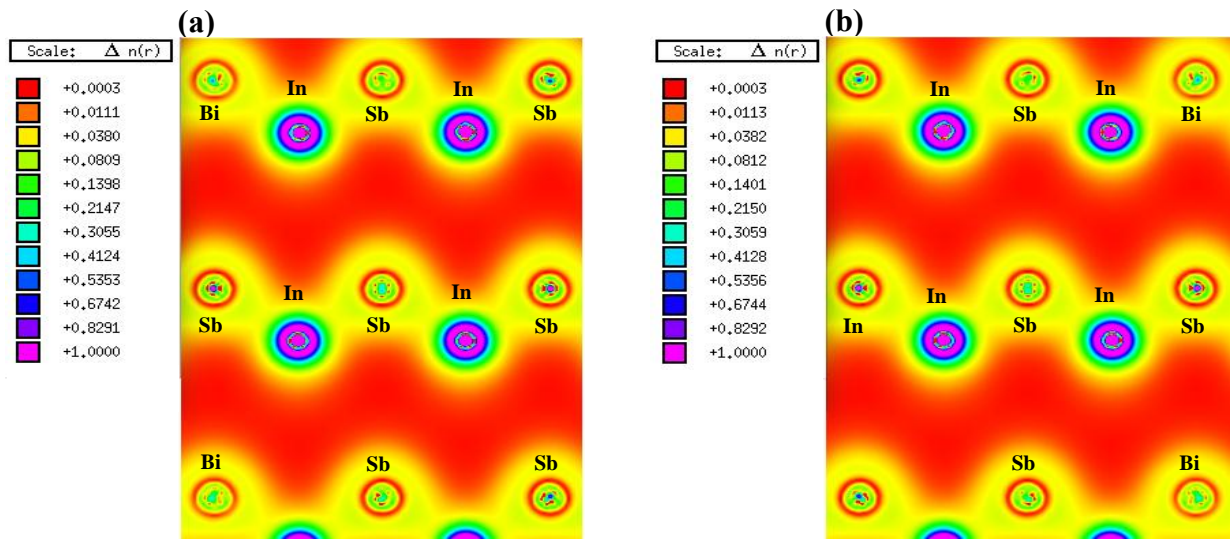 (a)
Scale: Δ n(r)
+0.0003
+0.0111
+0.0380
+0.0809
+0.1398
+0.2147
+0.3055
+0.4124
+0.5353
+0.6742
+0.8291
+1.0000
In In
Bi Sb Sb
In In
Sb Sb Sb
Bi Sb Sb
(b)
Scale: Δ n(r)
+0.0003
+0.0113
+0.0382
+0.0812
+0.1401
+0.2150
+0.3059
+0.4128
+0.5356
+0.6744
+0.8292
+1.0000
In In
Sb Bi
In In
In Sb Sb
Sb Bi